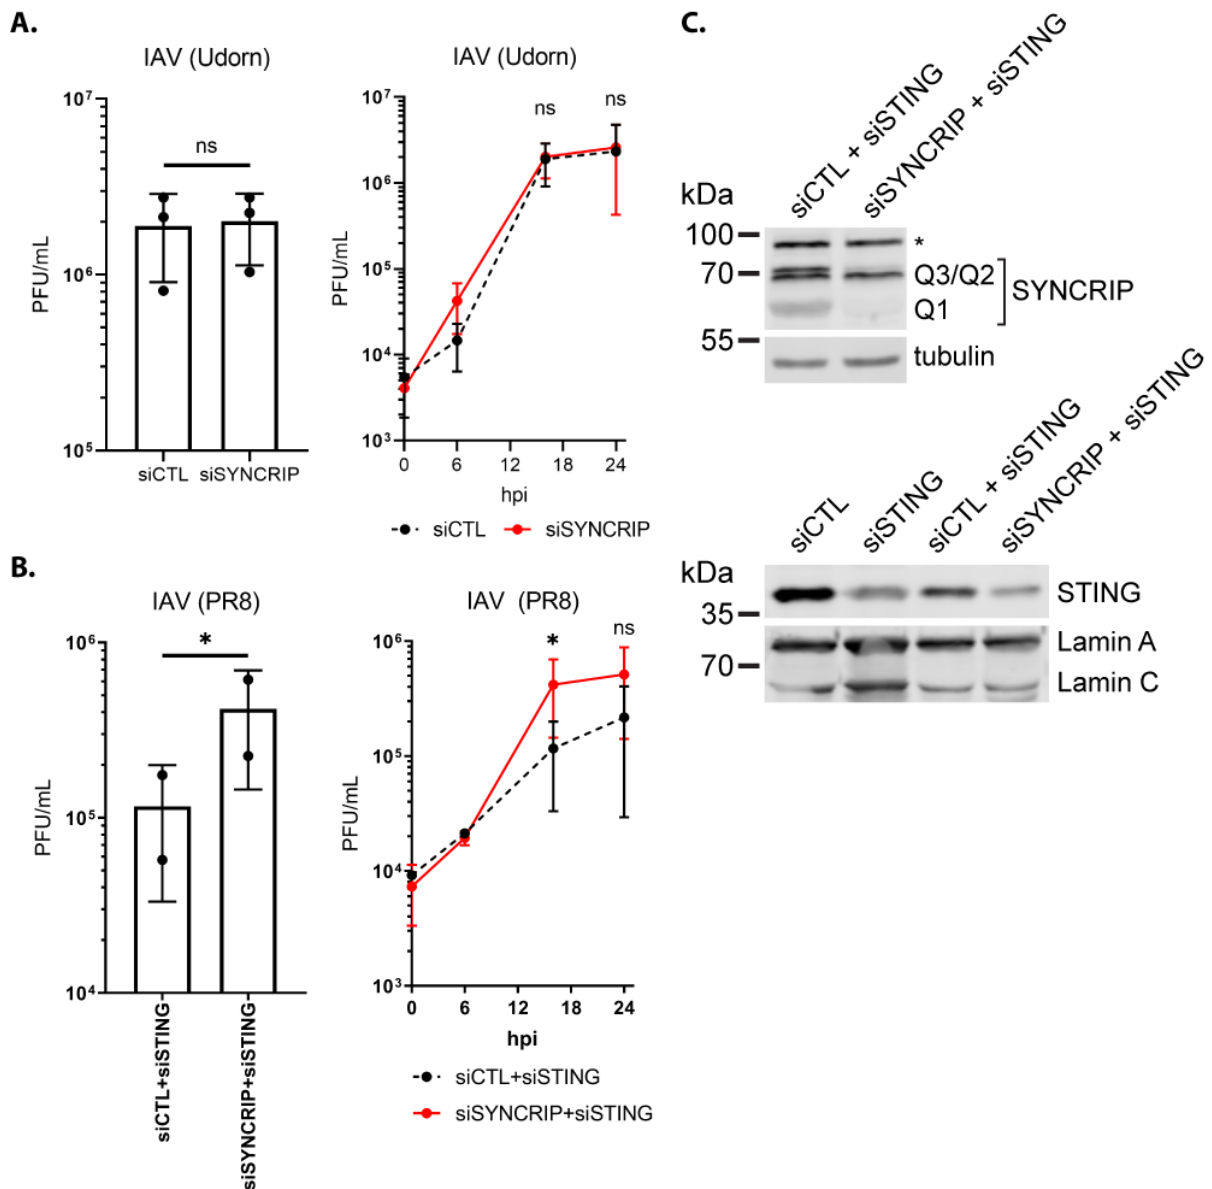 A.
IAV (Udorn)
10⁷
10⁶
10⁵
PFU/mL
ns
siCTL siSYNCRIP
IAV (Udorn)
10⁷
10⁶
10⁵
10⁴
10³
PFU/mL
ns ns
0 6 12 18 24
hpi
siCTL siSYNCRIP
B.
IAV (PR8)
10⁶
10⁵
10⁴
PFU/mL
*
siCTL+siSTING
siSYNCRIP+siSTING
IAV (PR8)
10⁶
10⁵
10⁴
10³
PFU/mL
* ns
0 6 12 18 24
hpi
siCTL+siSTING
siSYNCRIP+siSTING
C.
siCTL + siSTING
siSYNCRIP + siSTING
kDa
100
70
55
*
Q3/Q2
Q1
SYNCRIP
tubulin
siCTL
siSTING
siCTL + siSTING
siSYNCRIP + siSTING
kDa
35
70
STING
Lamin A
Lamin C